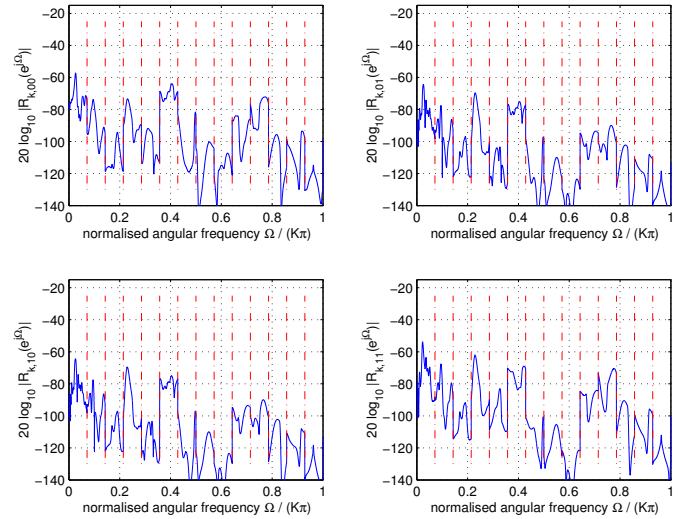 −20
−40
−60
−80
−100
−120
−140
0 0.2 0.4 0.6 0.8 1
normalised angular frequency Ω / (Kπ)
20 log₁₀ |Rₖ,₀₀(e^jΩ)|
−20
−40
−60
−80
−100
−120
−140
0 0.2 0.4 0.6 0.8 1
normalised angular frequency Ω / (Kπ)
20 log₁₀ |Rₖ,₀₁(e^jΩ)|
−20
−40
−60
−80
−100
−120
−140
0 0.2 0.4 0.6 0.8 1
normalised angular frequency Ω / (Kπ)
20 log₁₀ |Rₖ,₁₀(e^jΩ)|
−20
−40
−60
−80
−100
−120
−140
0 0.2 0.4 0.6 0.8 1
normalised angular frequency Ω / (Kπ)
20 log₁₀ |Rₖ,₁₁(e^jΩ)|